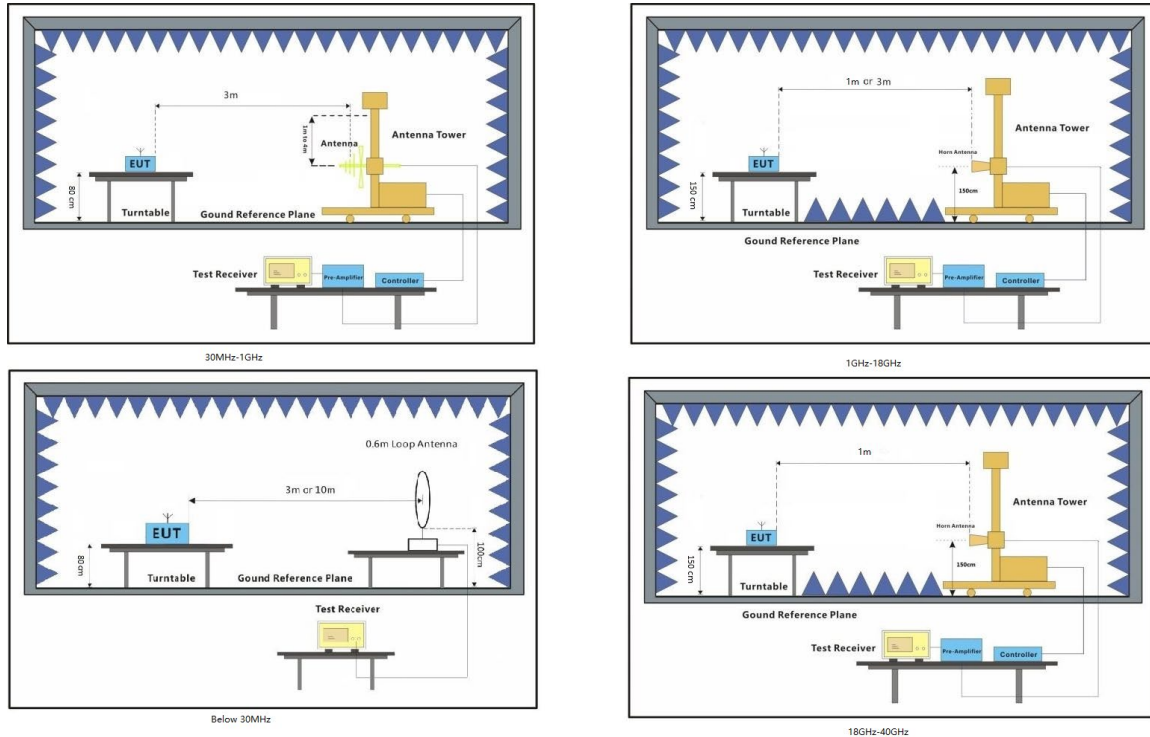 3m
1m to 4m
Antenna
Antenna Tower
EUT
80 cm
Turntable
Gound Reference Plane
Test Receiver
Pre-Amplifier
Controller
30MHz-1GHz
1m or 3m
Horn Antenna
Antenna Tower
EUT
150 cm
150cm
Turntable
Gound Reference Plane
Test Receiver
Pre-Amplifier
Controller
1GHz-18GHz
0.6m Loop Antenna
3m or 10m
EUT
80 cm
100cm
Turntable
Gound Reference Plane
Test Receiver
Below 30MHz
1m
Antenna Tower
Horn Antenna
EUT
150 cm
150cm
Turntable
Gound Reference Plane
Test Receiver
Pre-Amplifier
Controller
18GHz-40GHz